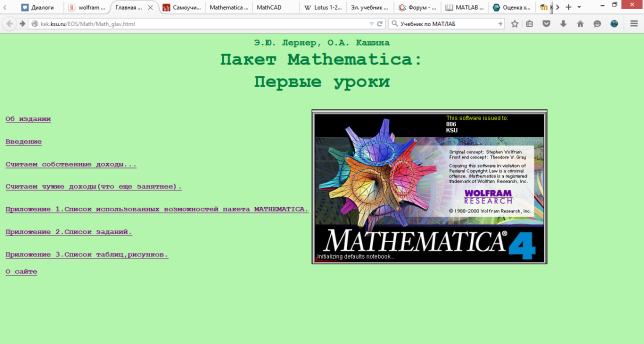 Диалоги
wolfram ...
Главная ...
Самоучи...
Mathematica ...
MathCAD
Lotus 1-2...
Эл. учебник ...
Форум - ...
MATLAB ...
Оценка к...
kek.ksu.ru/EOS/Math/Math_glav.html
Учебник по МАТЛАБ
Э.Ю. Лернер, О.А. Кашина
Пакет Mathematica:
Первые уроки
Об издании
Введение
Считаем собственные доходы...
Считаем чужие доходы(что еще занятнее).
Приложение 1.Список использованных возможностей пакета MATHEMATICA.
Приложение 2.Список заданий.
Приложение 3.Список таблиц,рисунков.
О сайте
This software issued to:
KSU
Original concept: Stephen Wolfram.
Front end concept: Theodore W. Gray
Copying this software in violation of
Federal Copyright Law is a criminal
offense. Mathematica is a registered
trademark of Wolfram Research, Inc.
WOLFRAM
RESEARCH
© 1988-2000 Wolfram Research, Inc.
MATHEMATICA® 4
Initializing defaults notebook...